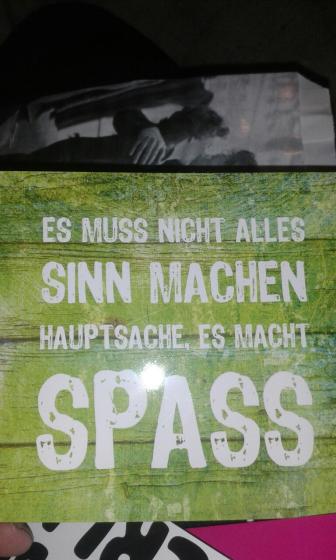 ES MUSS NICHT ALLES
SINN MACHEN
HAUPTSACHE, ES MACHT
SPASS